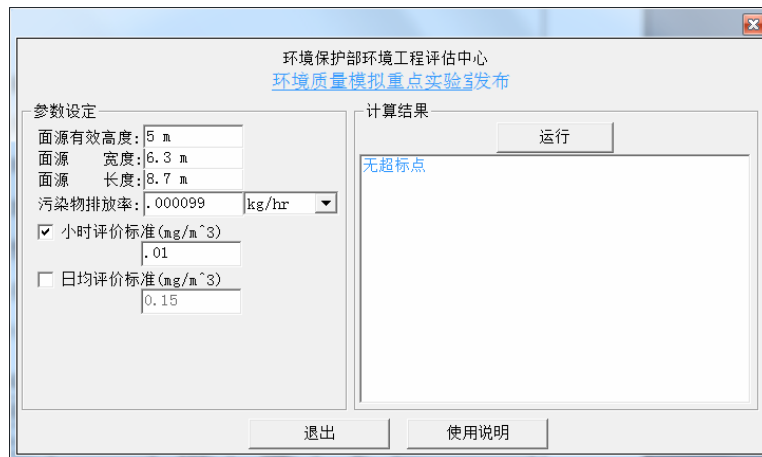 环境保护部环境工程评估中心
环境质量模拟重点实验室发布
参数设定
面源有效高度: 5 m
面源 宽度: 6.3 m
面源 长度: 8.7 m
污染物排放率: .000099 kg/hr
小时评价标准(mg/m^3)
.01
日均评价标准(mg/m^3)
0.15
计算结果
运行
无超标点
退出 使用说明